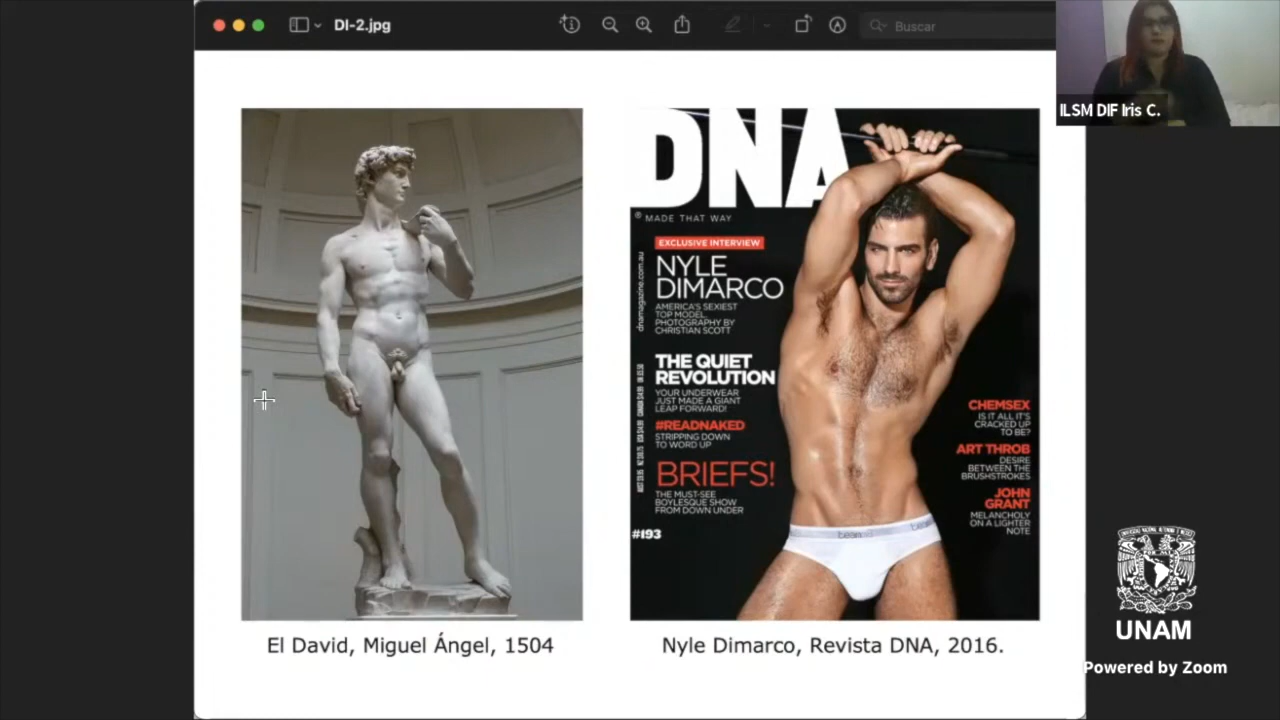 DI-2.jpg
Buscar
ILSM DIF Iris C.
DNA
® MADE THAT WAY
dnamagazine.com.au
EXCLUSIVE INTERVIEW
NYLE
DIMARCO
AMERICA'S SEXIEST
TOP MODEL.
PHOTOGRAPHY BY
CHRISTIAN SCOTT
THE QUIET
REVOLUTION
YOUR UNDERWEAR
JUST MADE A GIANT
LEAP FORWARD!
#READNAKED
STRIPPING DOWN
TO WORD UP
BRIEFS!
THE MUST-SEE
BOYLESQUE SHOW
FROM DOWN UNDER
#193
CHEMSEX
IS IT ALL IT'S
CRACKED UP
TO BE?
ART THROB
DESIRE
BETWEEN THE
BRUSHSTROKES
JOHN
GRANT
MELANCHOLY
ON A LIGHTER
NOTE
El David, Miguel Ángel, 1504
Nyle Dimarco, Revista DNA, 2016.
UNAM
Powered by Zoom